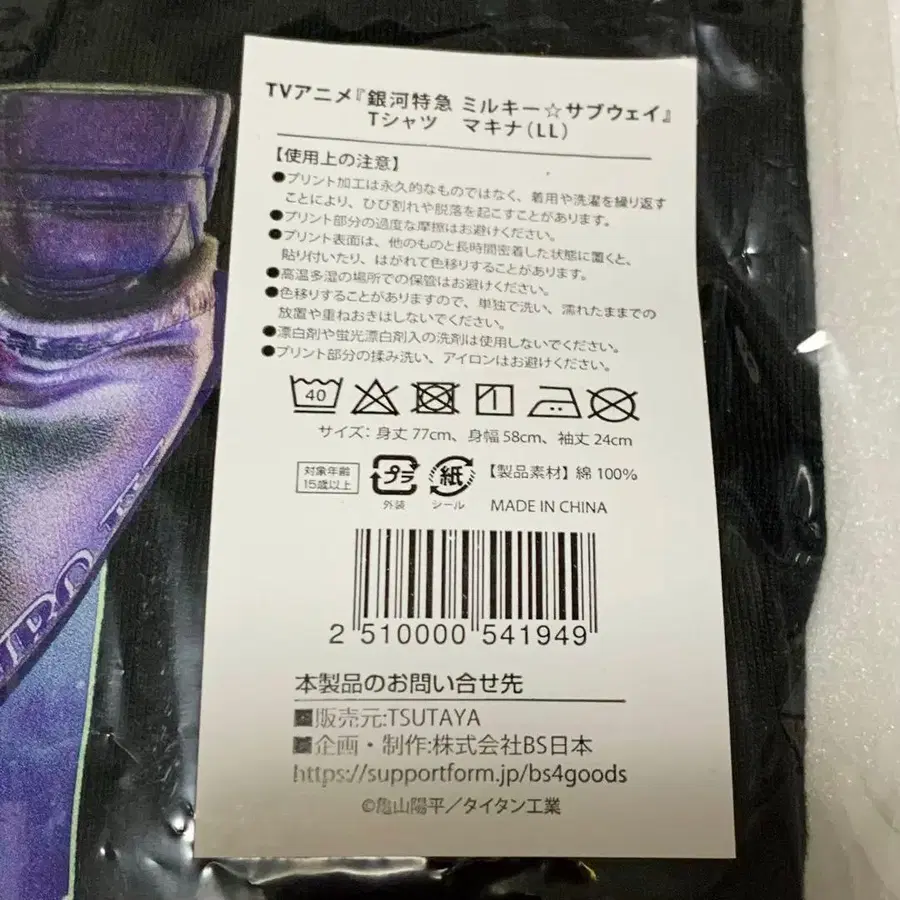 TVアニメ『銀河特急 ミルキー☆サブウェイ』
Tシャツ マキナ(LL)
【使用上の注意】
●プリント加工は永久的なものではなく、着用や洗濯を繰り返す
ことにより、ひび割れや脱落を起こすことがあります。
●プリント部分の過度な摩擦はお避けください。
●プリント表面は、他のものと長時間密着した状態に置くと、
貼り付いたり、はがれて色移りすることがあります。
●高温多湿の場所での保管はお避けください。
●色移りすることがありますので、単独で洗い、濡れたままでの
放置や重ねおきはしないでください。
●漂白剤や蛍光漂白剤入の洗剤は使用しないでください。
●プリント部分の揉み洗い、アイロンはお避けください。
40
サイズ:身丈 77cm、身幅 58cm、袖丈 24cm
対象年齢
15歳以上
プラ
外装
紙
シール
【製品素材】綿 100%
MADE IN CHINA
2 510000 541949
本製品のお問い合せ先
■販売元:TSUTAYA
■企画・制作:株式会社BS日本
https://supportform.jp/bs4goods
©亀山陽平/タイタン工業